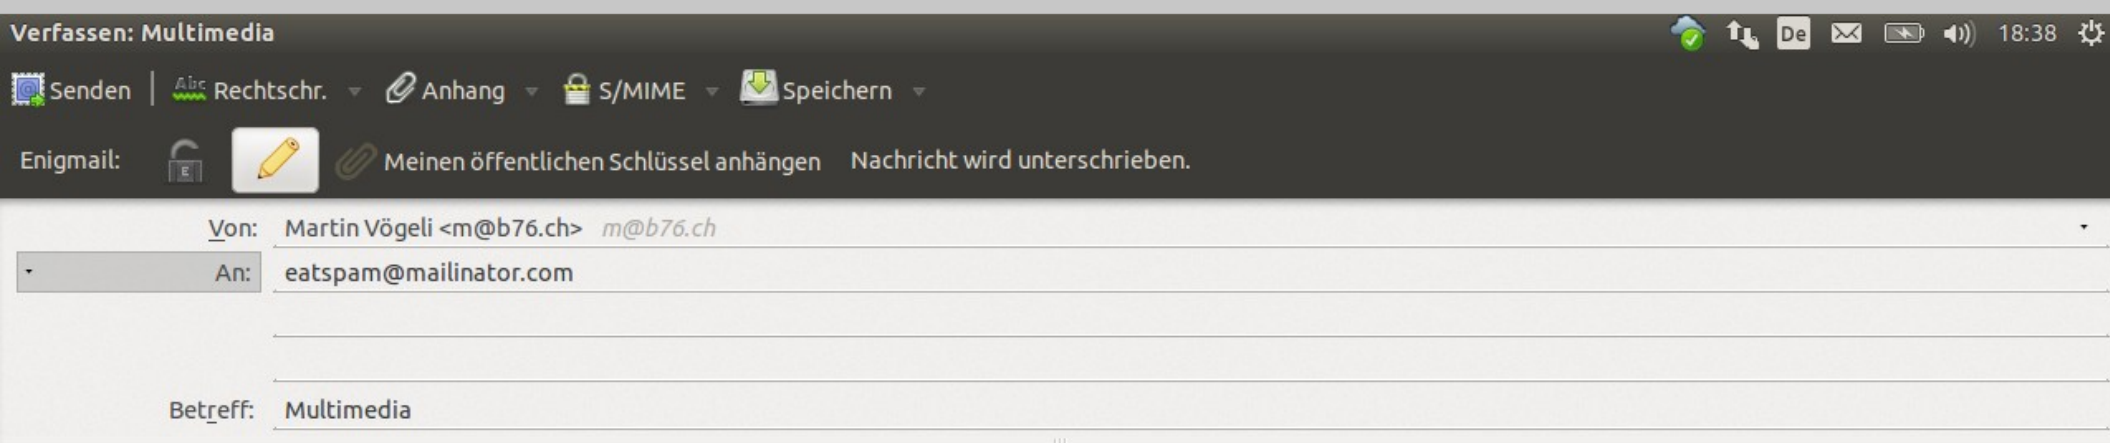 Verfassen: Multimedia De 18:38
Senden Abc Rechtschr. Anhang S/MIME Speichern
Enigmail: E Meinen öffentlichen Schlüssel anhängen Nachricht wird unterschrieben.
Von: Martin Vögeli <m@b76.ch> m@b76.ch
An: eatspam@mailinator.com
Betreff: Multimedia